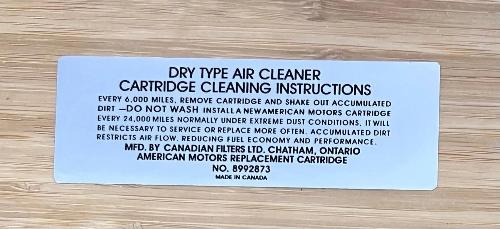 DRY TYPE AIR CLEANER
CARTRIDGE CLEANING INSTRUCTIONS
EVERY 6,000 MILES, REMOVE CARTRIDGE AND SHAKE OUT ACCUMULATED
DIRT —DO NOT WASH INSTALL A NEW AMERICAN MOTORS CARTRIDGE
EVERY 24,000 MILES NORMALLY UNDER EXTREME DUST CONDITIONS, IT WILL
BE NECESSARY TO SERVICE OR REPLACE MORE OFTEN. ACCUMULATED DIRT
RESTRICTS AIR FLOW, REDUCING FUEL ECONOMY AND PERFORMANCE.
MFD. BY CANADIAN FILTERS LTD. CHATHAM, ONTARIO
AMERICAN MOTORS REPLACEMENT CARTRIDGE
NO. 8992873
MADE IN CANADA